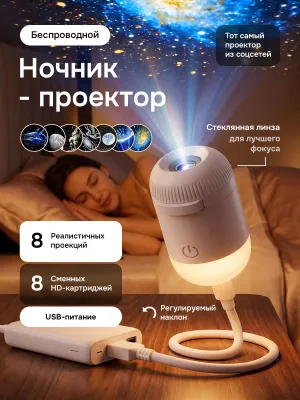 Беспроводной
Ночник
- проектор
Тот самый
проектор
из соцсетей
Стеклянная линза
для лучшего
фокуса
8 Реалистичных
проекций
8 Сменных
HD-картриджей
USB-питание
Регулируемый
наклон